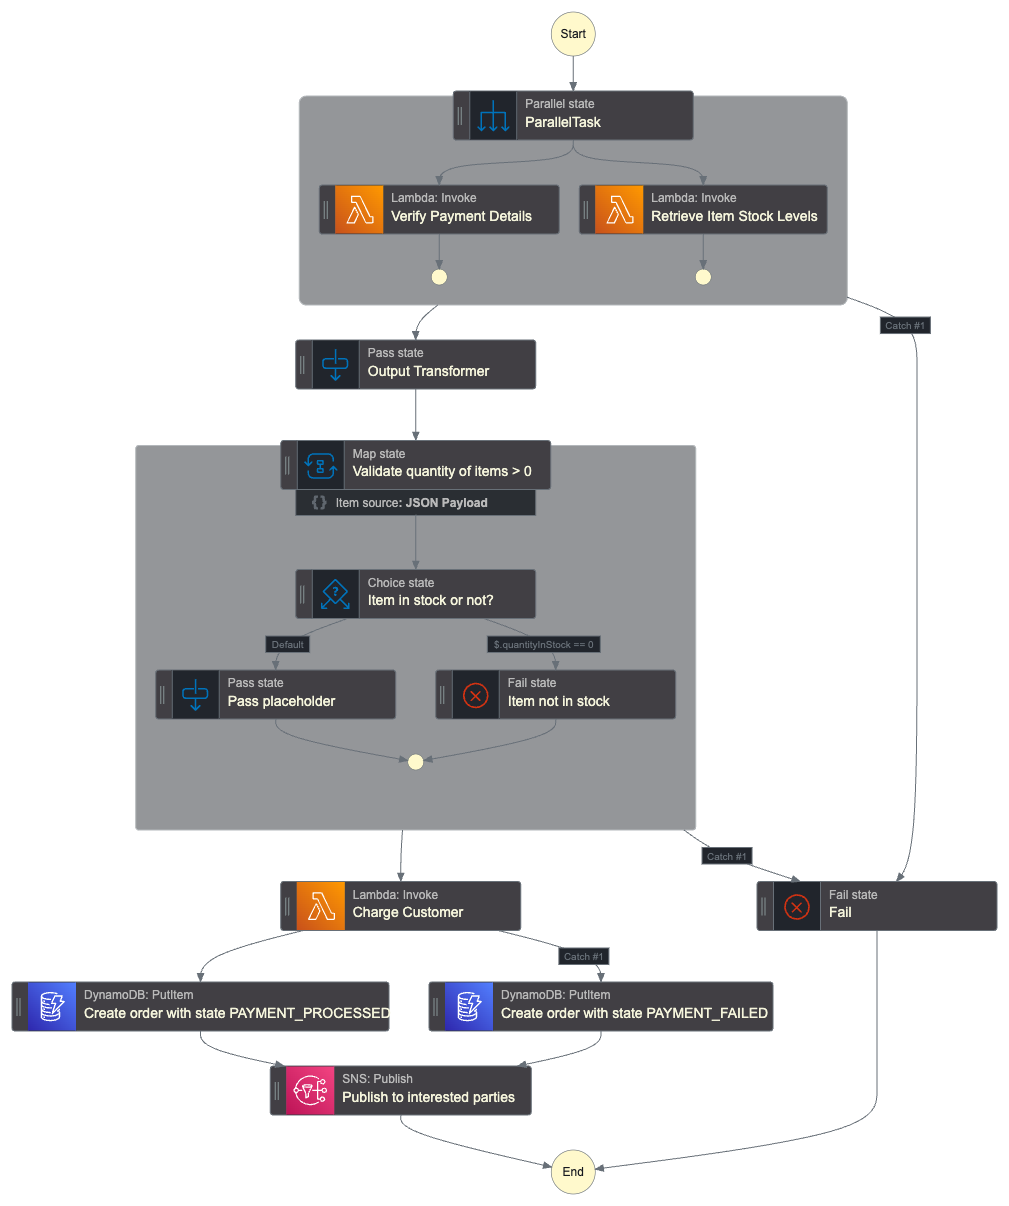 Start
Parallel state
ParallelTask
Lambda: Invoke
Verify Payment Details
Lambda: Invoke
Retrieve Item Stock Levels
Catch #1
Pass state
Output Transformer
Map state
Validate quantity of items > 0
{} Item source: JSON Payload
Choice state
Item in stock or not?
Default
$.quantityInStock == 0
Pass state
Pass placeholder
Fail state
Item not in stock
Catch #1
Lambda: Invoke
Charge Customer
Fail state
Fail
Catch #1
DynamoDB: PutItem
Create order with state PAYMENT_PROCESSED
DynamoDB: PutItem
Create order with state PAYMENT_FAILED
SNS: Publish
Publish to interested parties
End